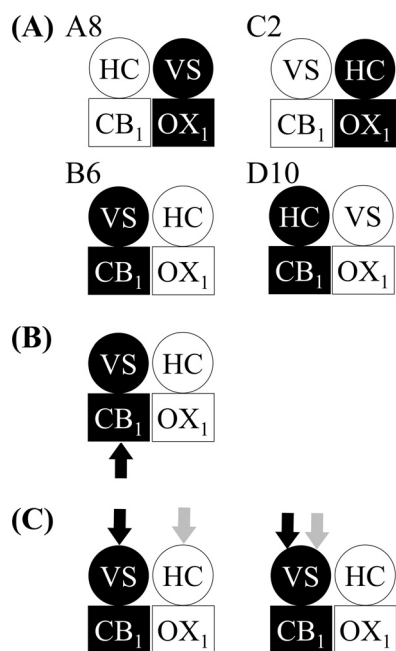 (A) A8 C2
HC VS VS HC
CB₁ OX₁ CB₁ OX₁
B6 D10
VS HC HC VS
CB₁ OX₁ CB₁ OX₁
(B)
VS HC
CB₁ OX₁
(C)
VS HC VS HC
CB₁ OX₁ CB₁ OX₁